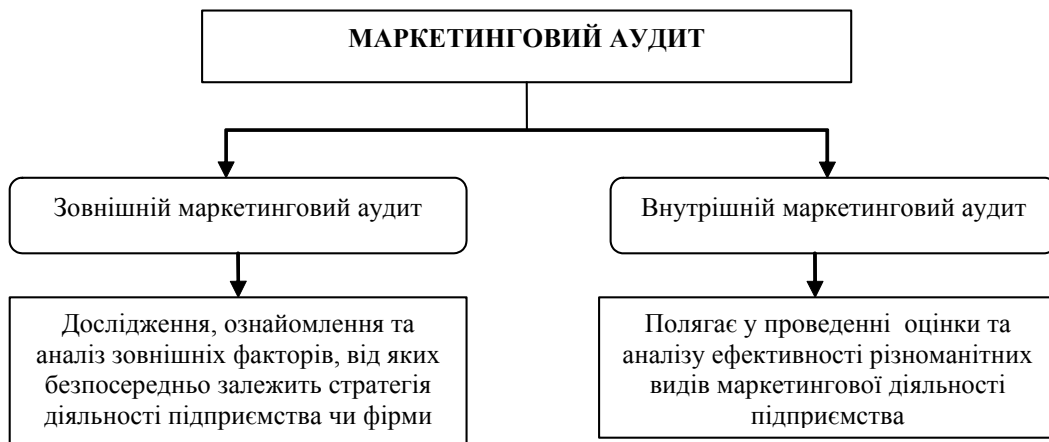 МАРКЕТИНГОВИЙ АУДИТ
Зовнішній маркетинговий аудит
Внутрішній маркетинговий аудит
Дослідження, ознайомлення та
аналіз зовнішніх факторів, від яких
безпосередньо залежить стратегія
діяльності підприємства чи фірми
Полягає у проведенні оцінки та
аналізу ефективності різноманітних
видів маркетингової діяльності
підприємства